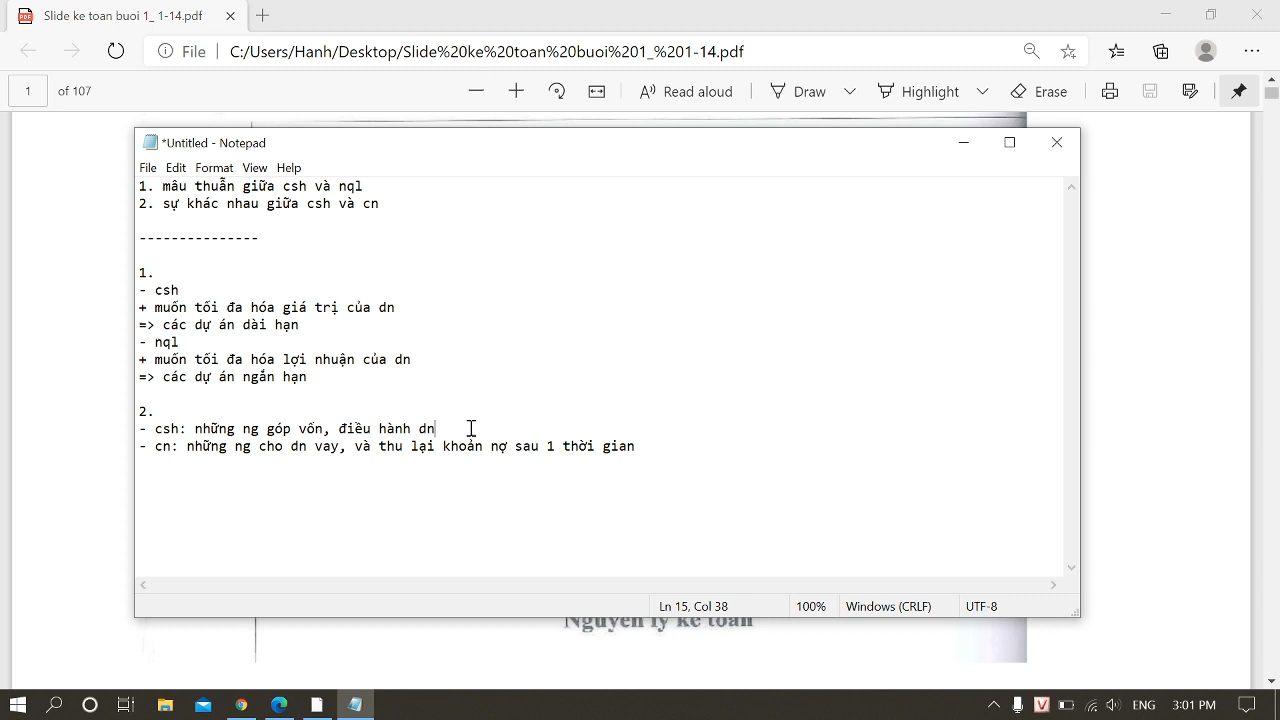 Slide ke toan buoi 1_ 1-14.pdf
File
C:/Users/Hanh/Desktop/Slide%20ke%20toan%20buoi%201_%201-14.pdf
1
of 107
Read aloud
Draw
Highlight
Erase
*Untitled - Notepad
File Edit Format View Help
1. mâu thuẫn giữa csh và nql
2. sự khác nhau giữa csh và cn
---------------
1.
- csh
+ muốn tối đa hóa giá trị của dn
=> các dự án dài hạn
- nql
+ muốn tối đa hóa lợi nhuận của dn
=> các dự án ngắn hạn
2.
- csh: những ng góp vốn, điều hành dn
- cn: những ng cho dn vay, và thu lại khoản nợ sau 1 thời gian
Ln 15, Col 38
100%
Windows (CRLF)
UTF-8
Nguyên lý kế toán
ENG
3:01 PM